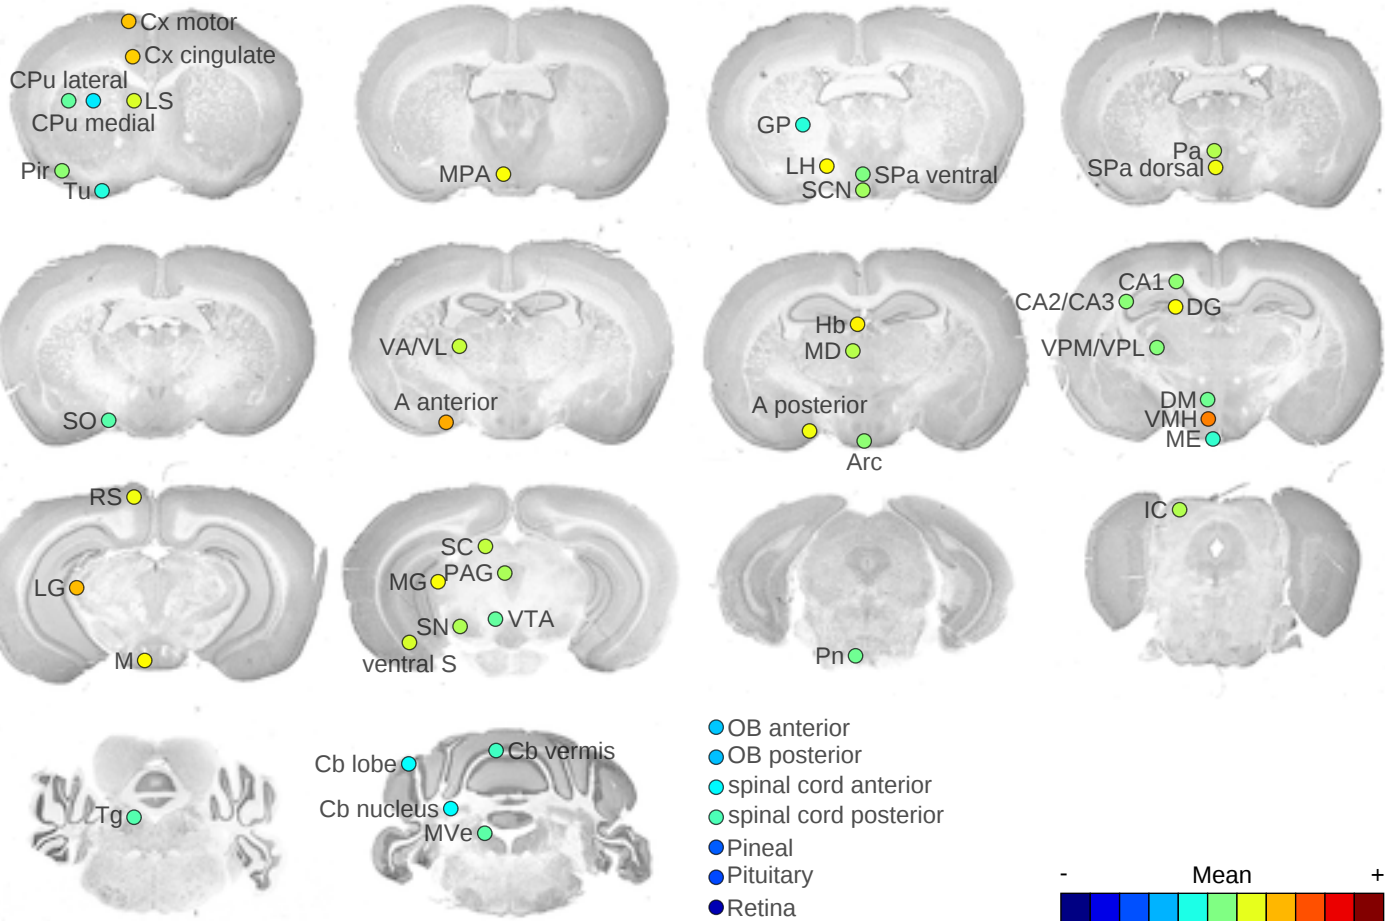 Cx motor
Cx cingulate
CPu lateral
LS
CPu medial
Pir
Tu
MPA
GP
LH
SPa ventral
SCN
Pa
SPa dorsal
SO
VA/VL
A anterior
Hb
MD
A posterior
Arc
CA1
CA2/CA3
DG
VPM/VPL
DM
VMH
ME
RS
LG
M
SC
PAG
MG
VTA
SN
ventral S
Pn
IC
Tg
Cb vermis
Cb lobe
Cb nucleus
MVe
OB anterior
OB posterior
spinal cord anterior
spinal cord posterior
Pineal
Pituitary
Retina
- Mean +